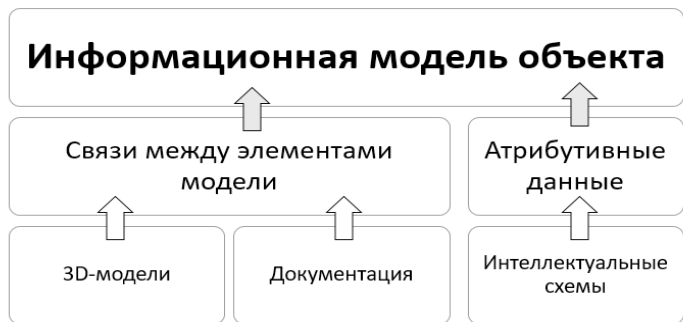 Информационная модель объекта
Связи между элементами
модели
Атрибутивные
данные
3D-модели
Документация
Интеллектуальные
схемы